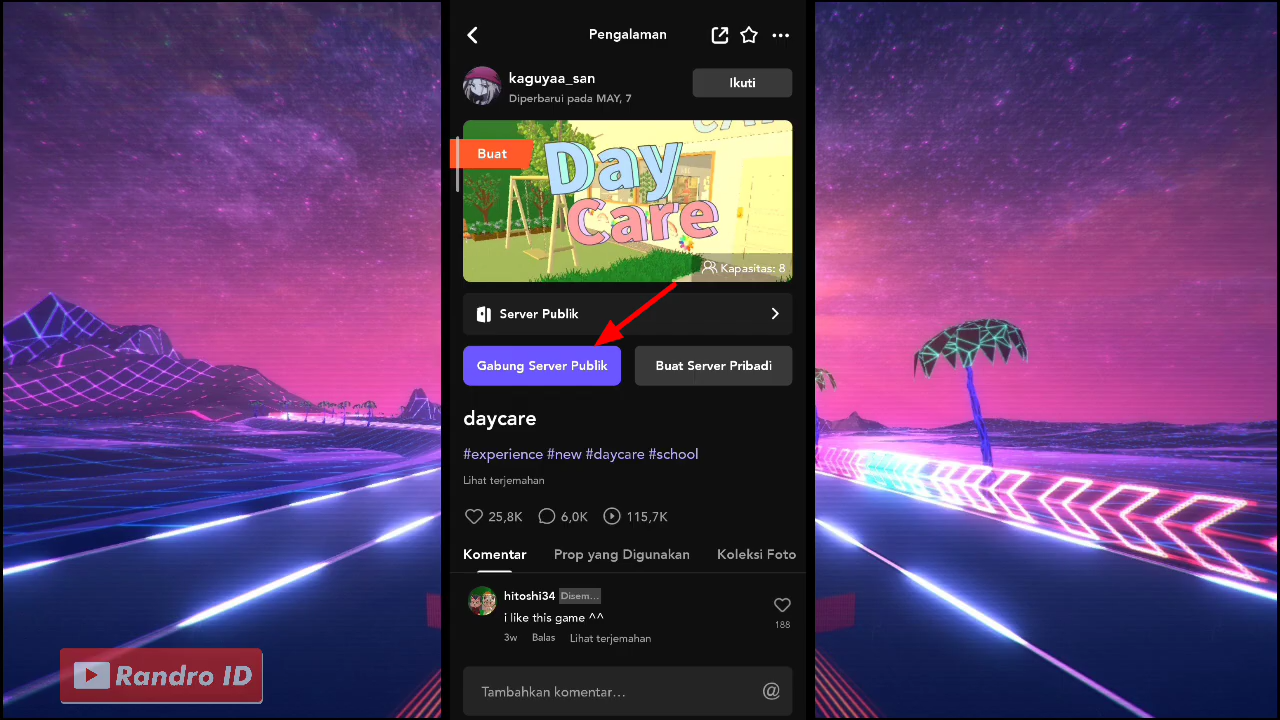 Pengalaman
kaguyaa_san
Diperbarui pada MAY, 7
Ikuti
Buat
Day
Care
Kapasitas: 8
Server Publik
Gabung Server Publik
Buat Server Pribadi
daycare
#experience #new #daycare #school
Lihat terjemahan
25,8K 6,0K 115,7K
Komentar Prop yang Digunakan Koleksi Foto
hitoshi34 Disem...
i like this game ^^
188
3w Balas Lihat terjemahan
Tambahkan komentar... @
Randro ID